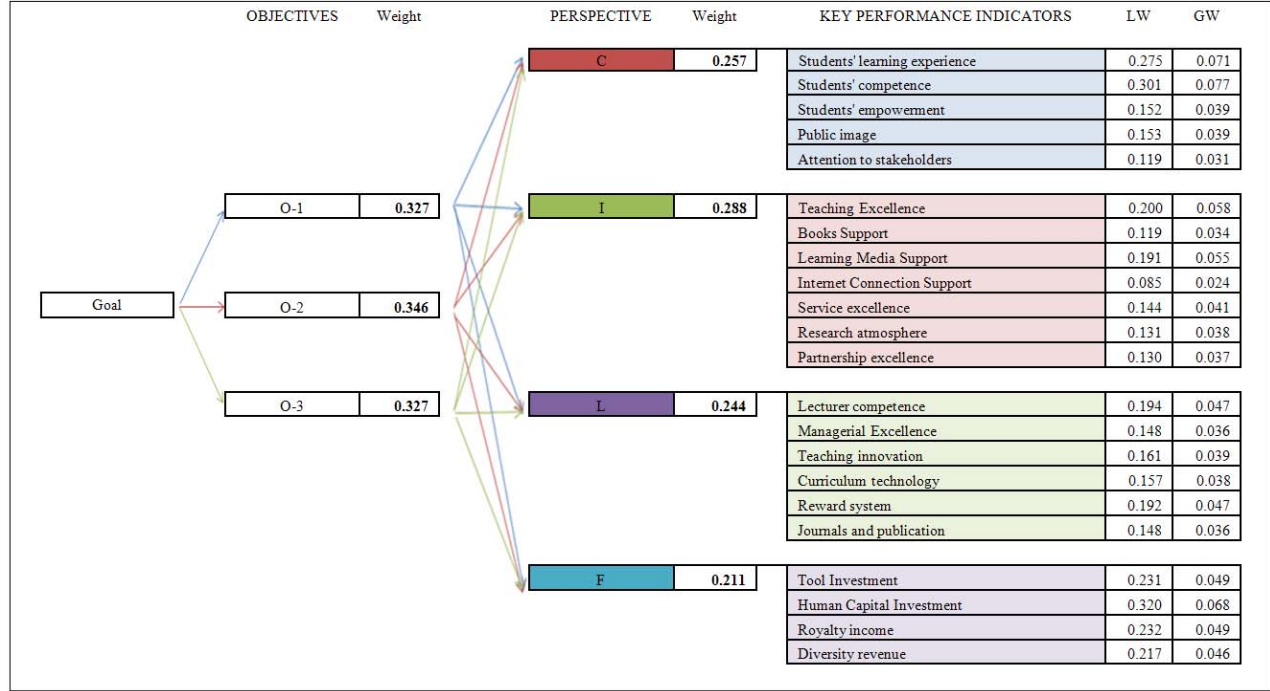 OBJECTIVES Weight PERSPECTIVE Weight KEY PERFORMANCE INDICATORS LW GW
C 0.257 Students' learning experience 0.275 0.071
Students' competence 0.301 0.077
Students' empowerment 0.152 0.039
Public image 0.153 0.039
Attention to stakeholders 0.119 0.031
O-1 0.327 I 0.288 Teaching Excellence 0.200 0.058
Books Support 0.119 0.034
Learning Media Support 0.191 0.055
Internet Connection Support 0.085 0.024
Goal O-2 0.346 Service excellence 0.144 0.041
Research atmosphere 0.131 0.038
Partnership excellence 0.130 0.037
O-3 0.327 L 0.244 Lecturer competence 0.194 0.047
Managerial Excellence 0.148 0.036
Teaching innovation 0.161 0.039
Curriculum technology 0.157 0.038
Reward system 0.192 0.047
Journals and publication 0.148 0.036
F 0.211 Tool Investment 0.231 0.049
Human Capital Investment 0.320 0.068
Royalty income 0.232 0.049
Diversity revenue 0.217 0.046